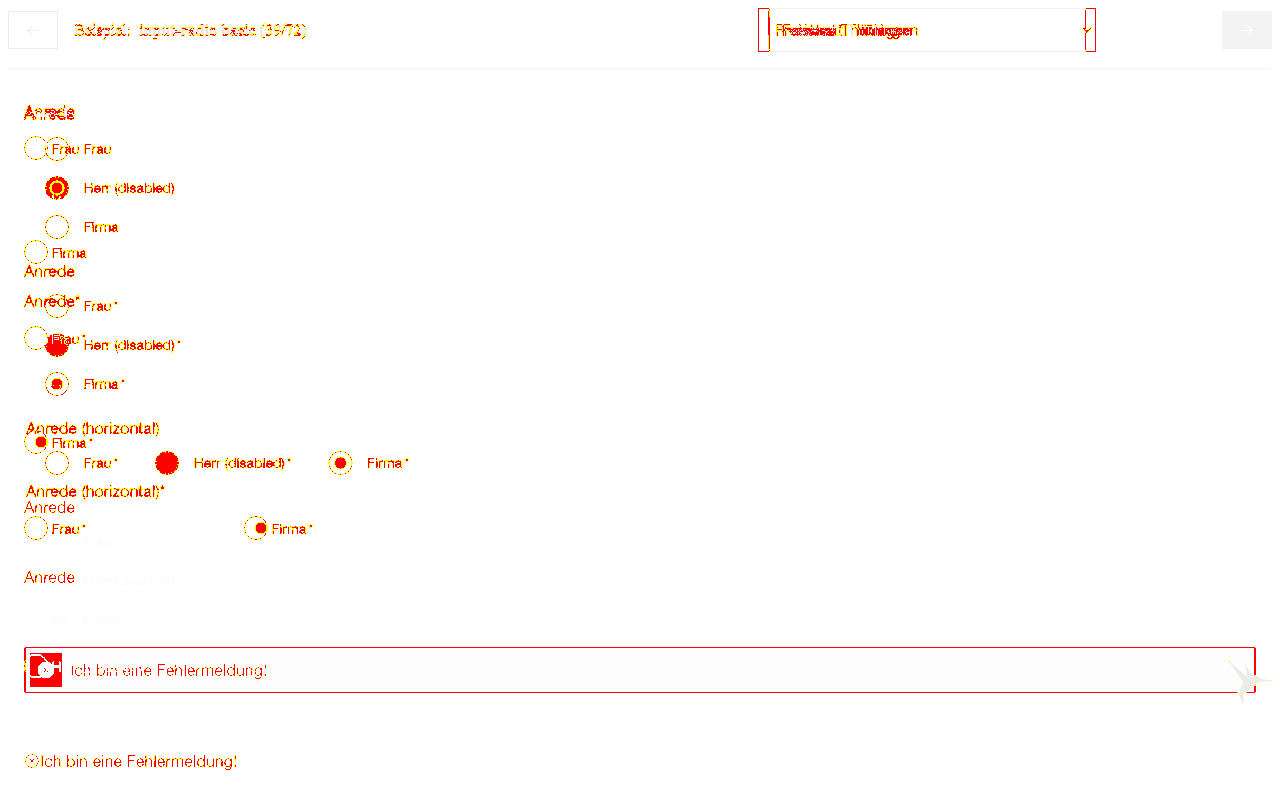 ← Beispiel: input-radio basic (39/72) →
Anrede
Frau Frau
Herr (disabled)
Firma
Firma
Anrede
Anrede*
Frau*
Frau*
Herr (disabled)*
Firma*
Anrede (horizontal)
Firma*
Frau* Herr (disabled)* Firma*
Anrede (horizontal)*
Anrede
Frau* Firma*
Anrede
Ich bin eine Fehlermeldung!
Ich bin eine Fehlermeldung!